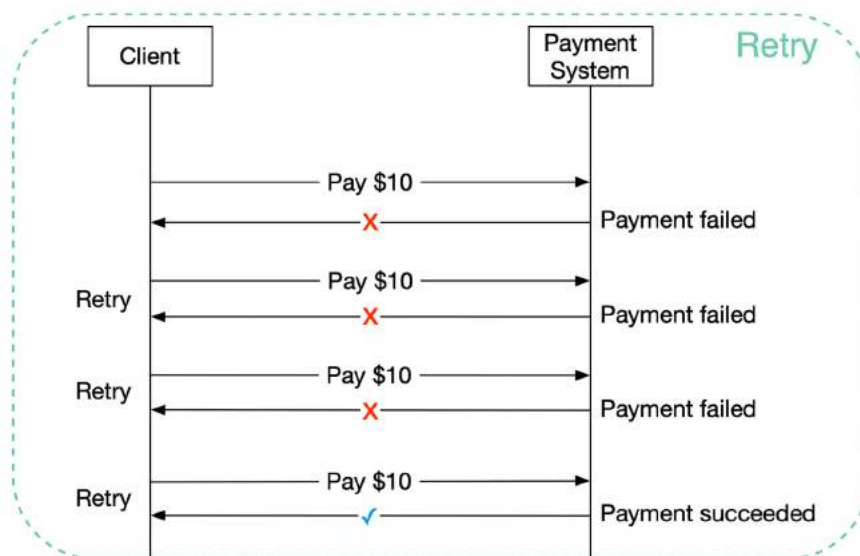 Client
Payment
System
Retry
Pay $10
X
Payment failed
Pay $10
Retry
X
Payment failed
Pay $10
Retry
X
Payment failed
Pay $10
Retry
✓
Payment succeeded